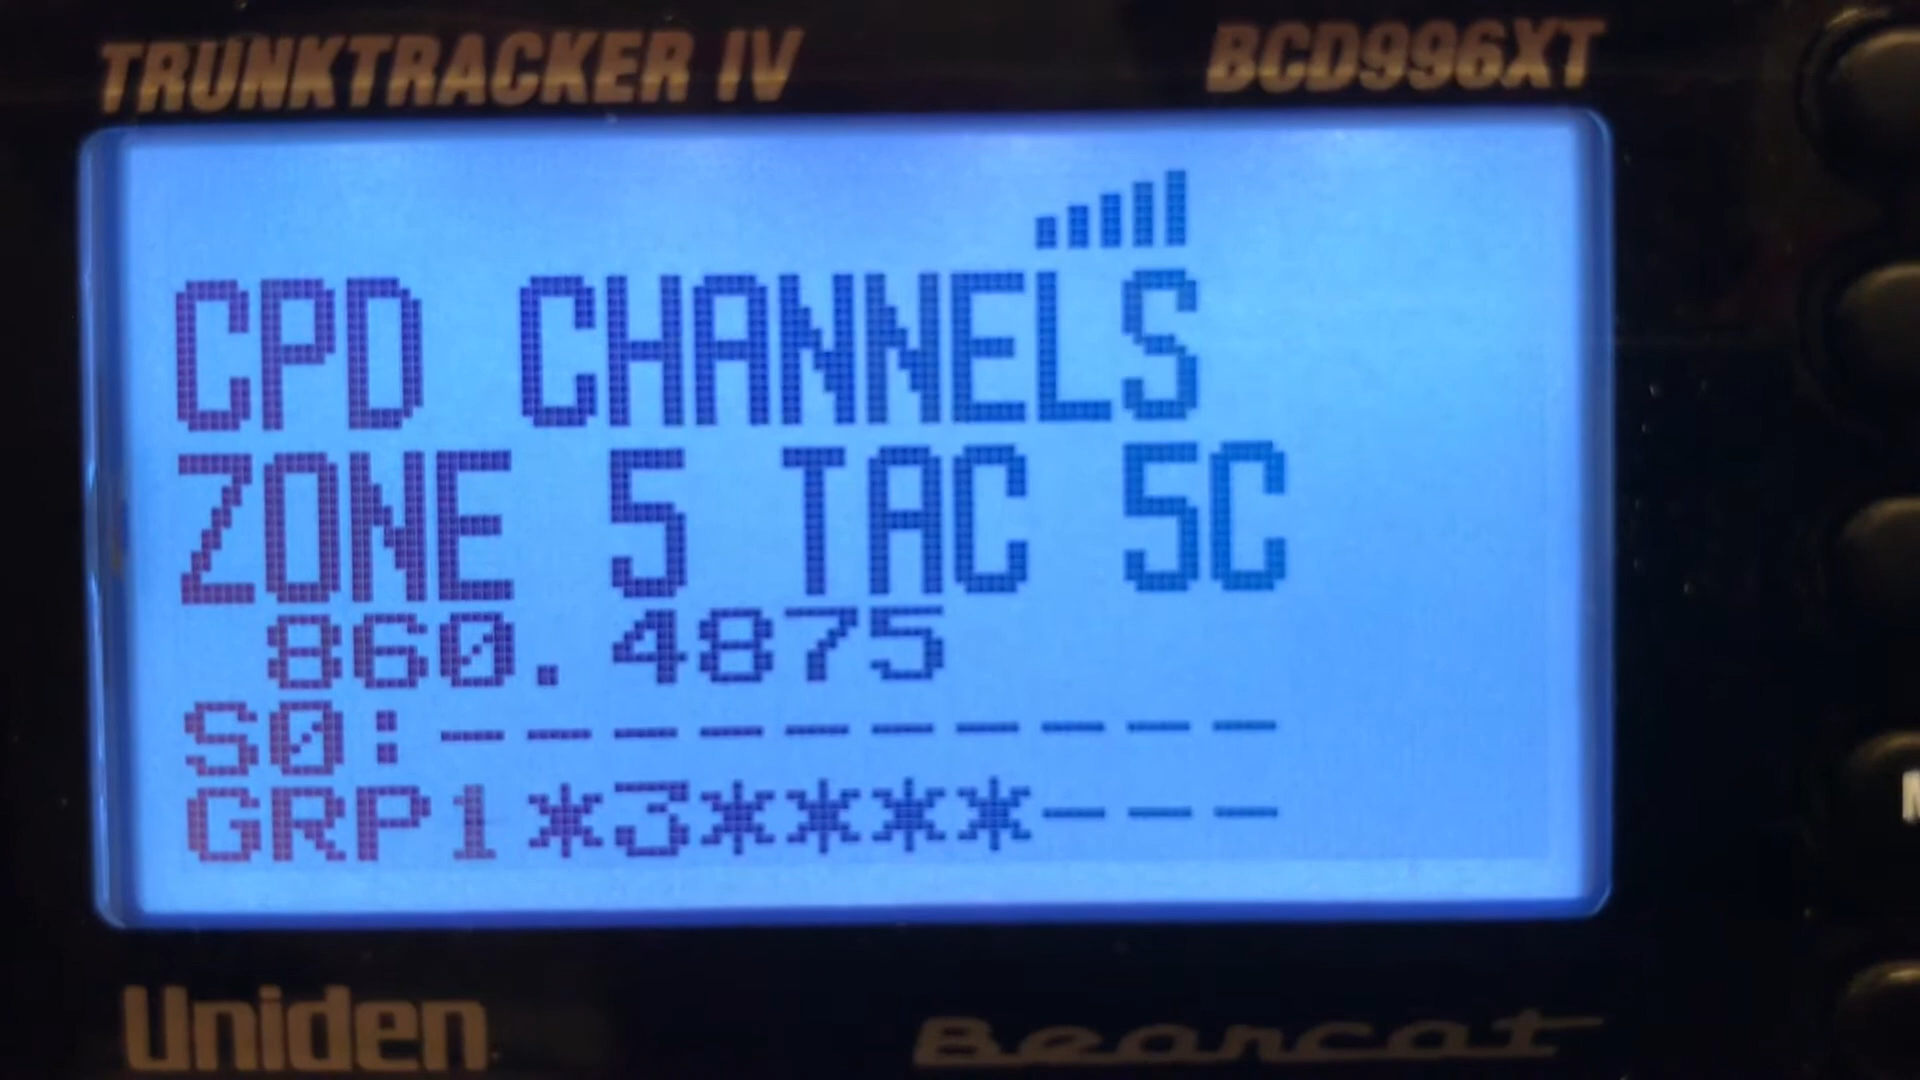 TRUNKTRACKER IV BCD996XT
CPD CHANNELS
ZONE 5 TAC 5C
860.4875
S0:----------
GRP1*3****---
Uniden Bearcat